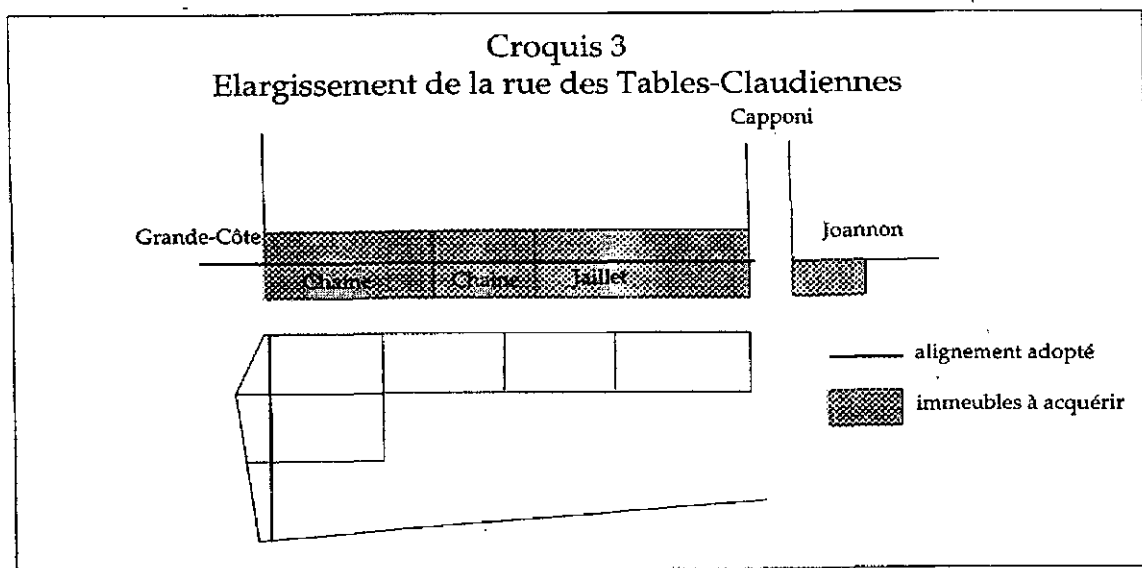 Croquis 3
Elargissement de la rue des Tables-Claudiennes
Capponi
Grande-Côte
Joannon
Chaine Chaine Jaillet
alignement adopté
immeubles à acquérir